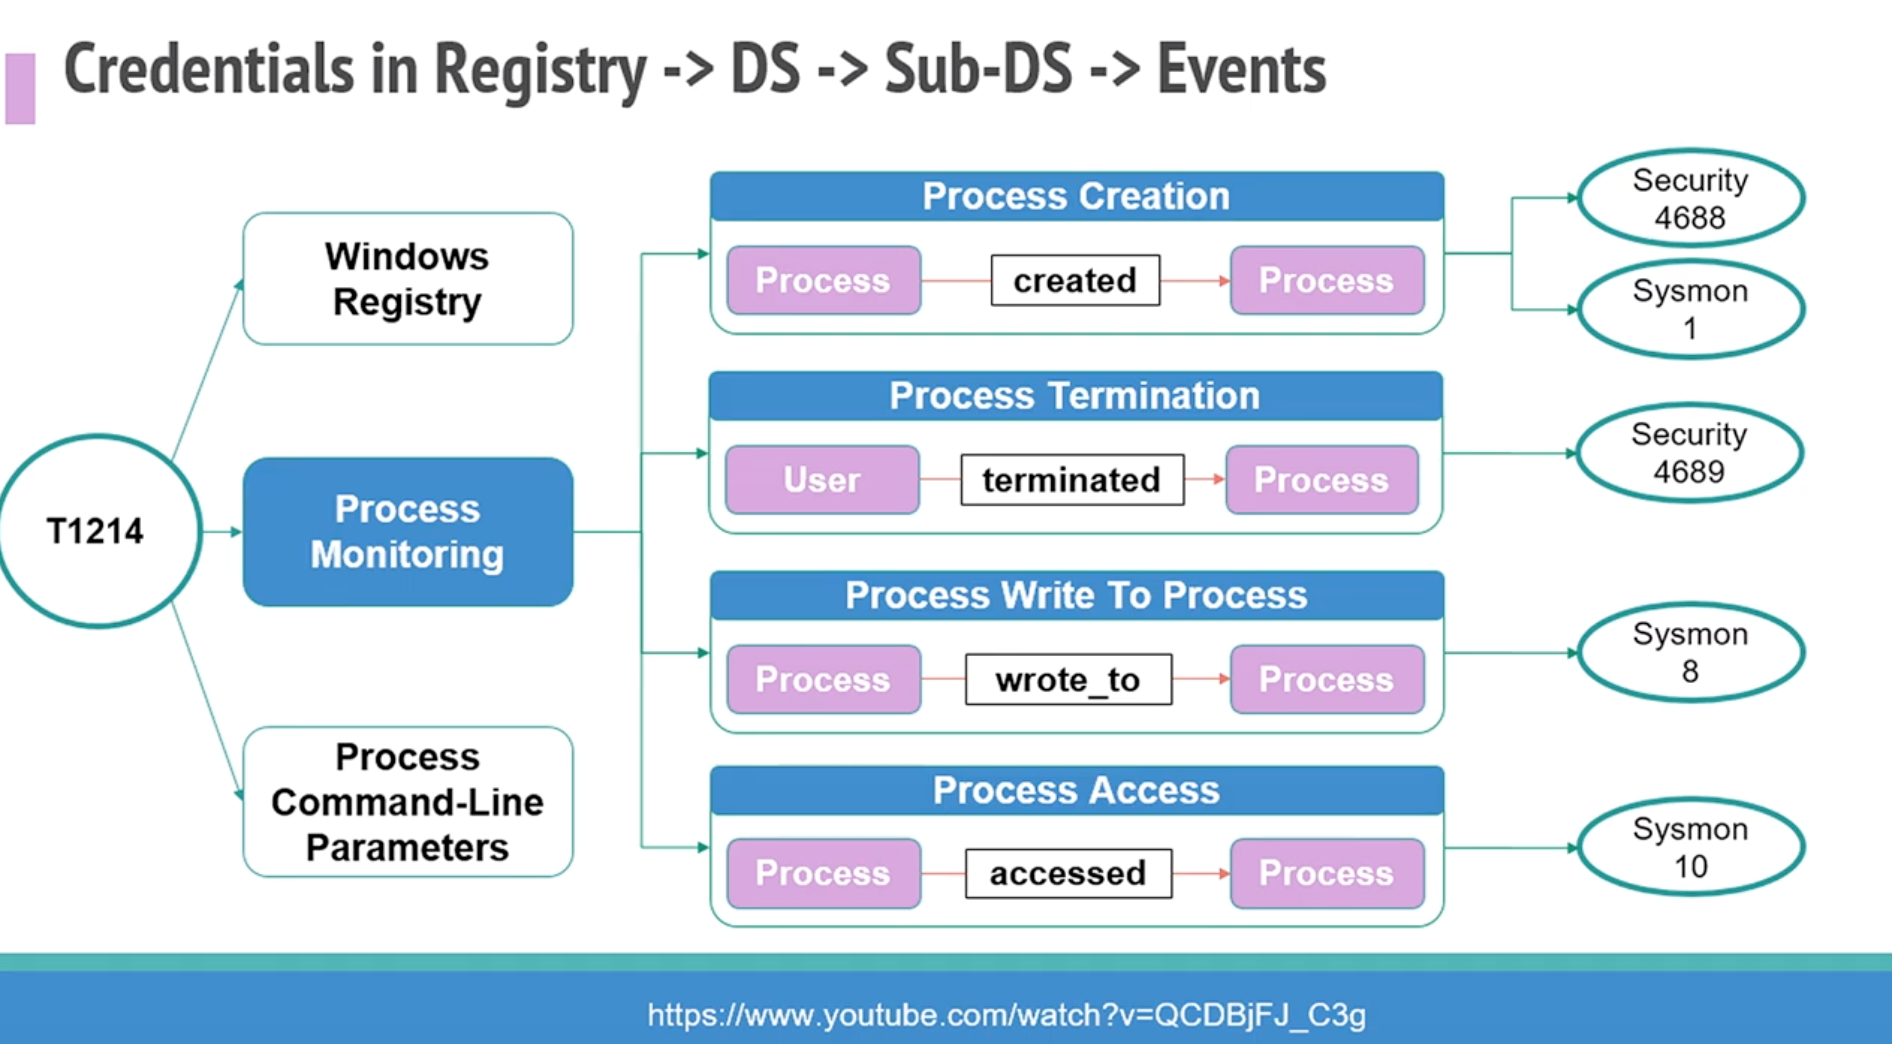 Credentials in Registry -> DS -> Sub-DS -> Events
Windows
Registry
T1214
Process
Monitoring
Process
Command-Line
Parameters
Process Creation
Process
created
Process
Security
4688
Sysmon
1
Process Termination
User
terminated
Process
Security
4689
Process Write To Process
Process
wrote_to
Process
Sysmon
8
Process Access
Process
accessed
Process
Sysmon
10
https://www.youtube.com/watch?v=QCDBjFJ_C3g